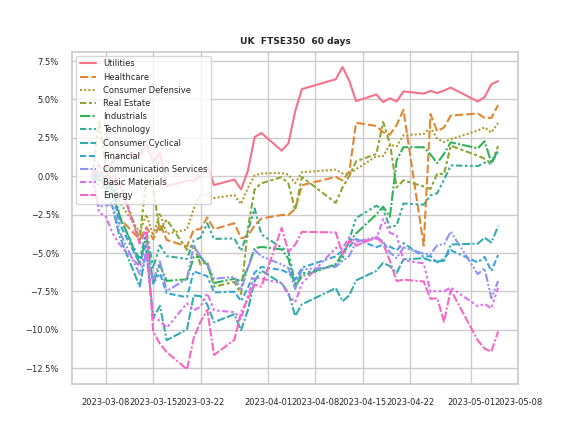 UK FTSE350 60 days
7.5%
5.0%
2.5%
0.0%
−2.5%
−5.0%
−7.5%
−10.0%
−12.5%
Utilities
Healthcare
Consumer Defensive
Real Estate
Industrials
Technology
Consumer Cyclical
Financial
Communication Services
Basic Materials
Energy
2023-03-08 2023-03-15 2023-03-22 2023-04-01 2023-04-08 2023-04-15 2023-04-22 2023-05-01 2023-05-08